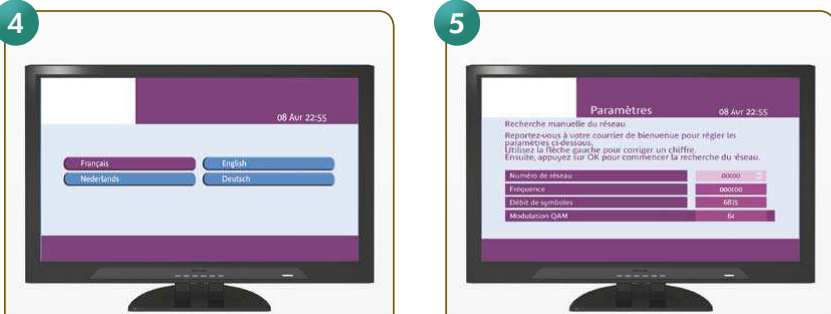 4
08 Avr 22:55
Français English
Nederlands Deutsch
5
Paramètres 08 Avr 22:55
Recherche manuelle du réseau
Reportez-vous à votre courrier de bienvenue pour régler les
paramètres ci-dessous.
Utilisez la flèche gauche pour corriger un chiffre.
Ensuite, appuyez sur OK pour commencer la recherche du réseau.
Numéro de réseau 00000
Fréquence 000000
Débit de symboles 6875
Modulation QAM